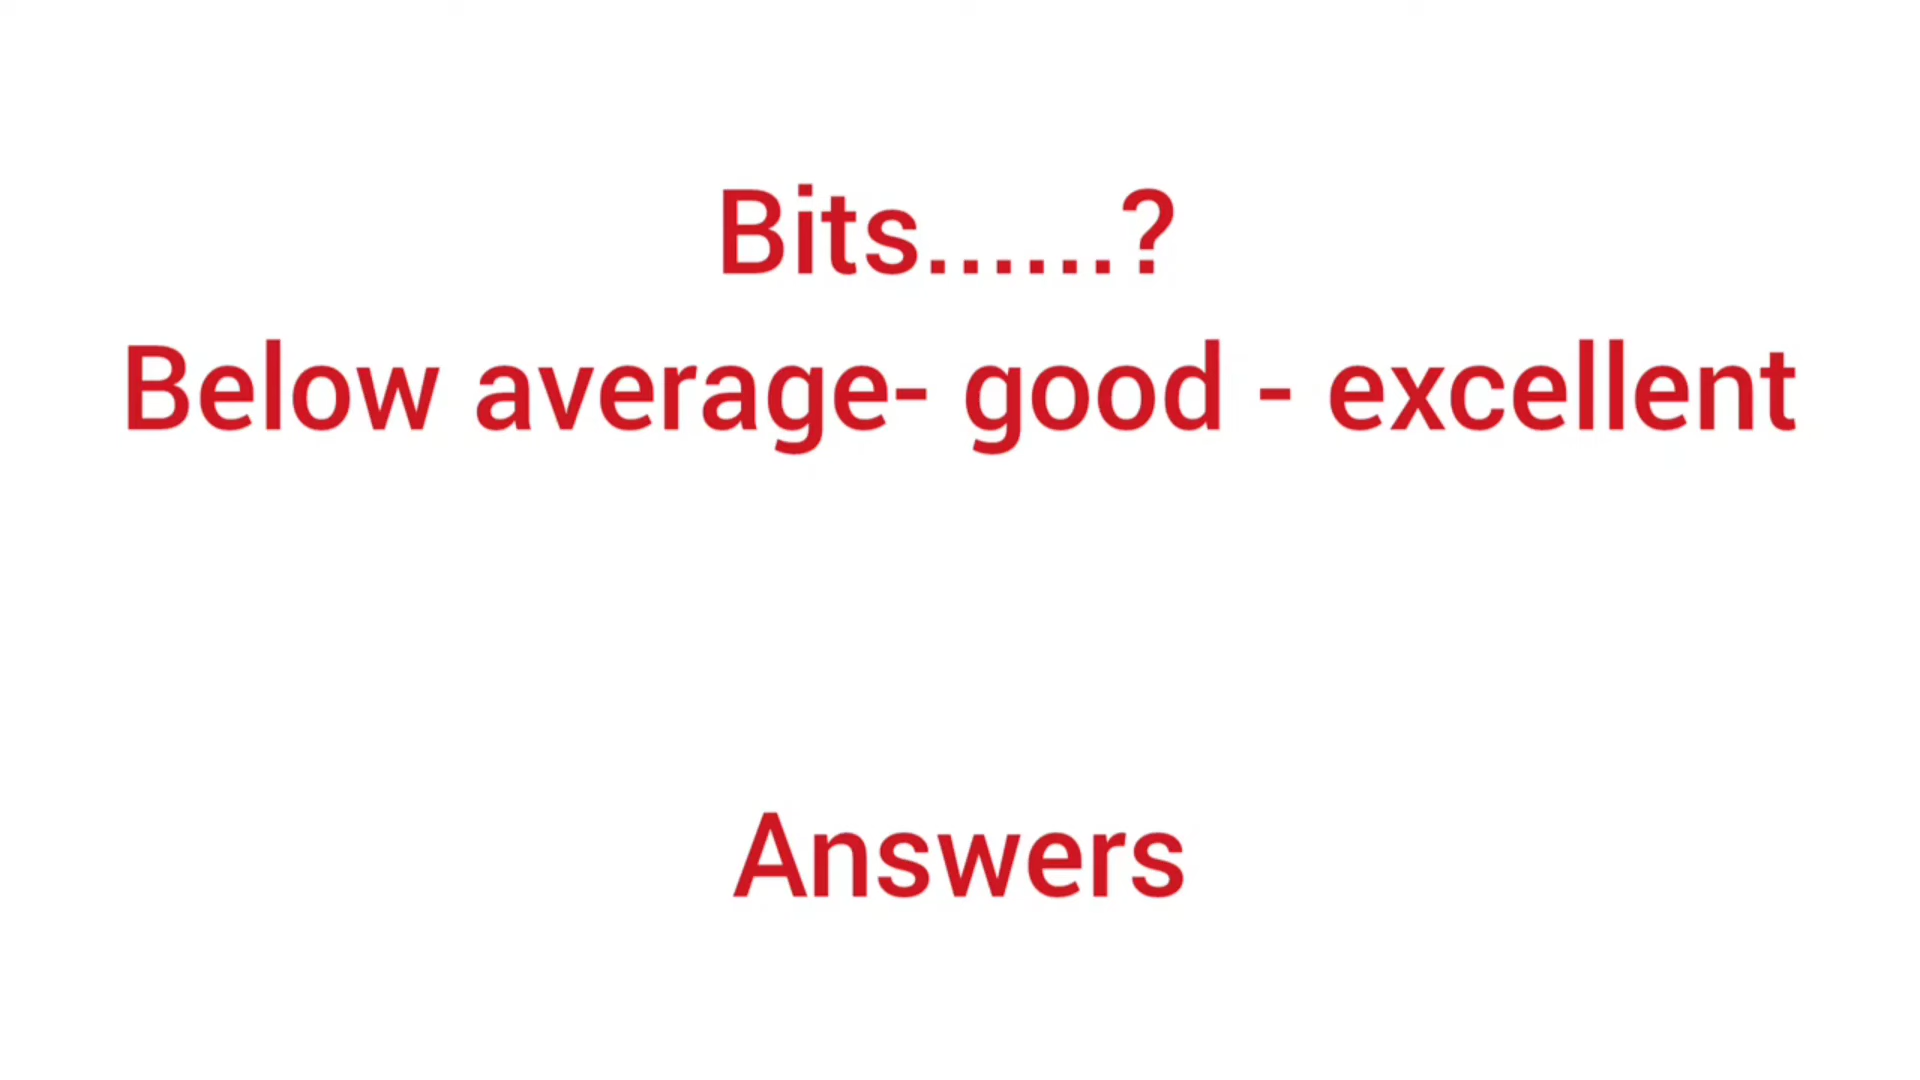 Bits......?
Below average- good - excellent
Answers